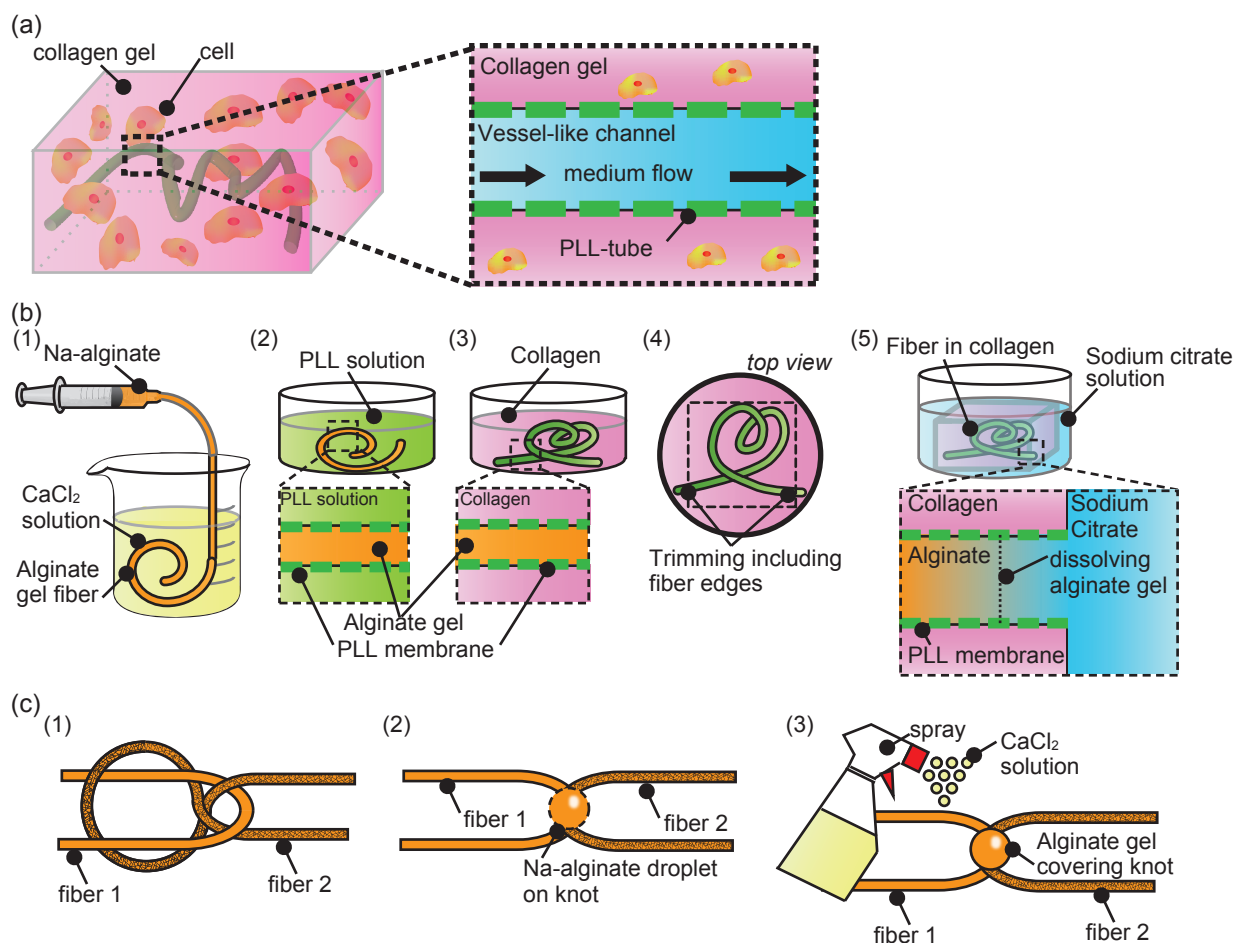 (a)
collagen gel
cell
Collagen gel
Vessel-like channel
medium flow
PLL-tube
(b)
(1)
Na-alginate
CaCl₂
solution
Alginate
gel fiber
(2)
PLL solution
PLL solution
(3)
Collagen
Collagen
Alginate gel
PLL membrane
(4)
top view
Trimming including
fiber edges
(5)
Fiber in collagen
Sodium citrate
solution
Collagen
Sodium
Citrate
Alginate
dissolving
alginate gel
PLL membrane
(c)
(1)
fiber 1
fiber 2
(2)
fiber 1
fiber 2
Na-alginate droplet
on knot
(3)
spray
CaCl₂
solution
Alginate gel
covering knot
fiber 1
fiber 2